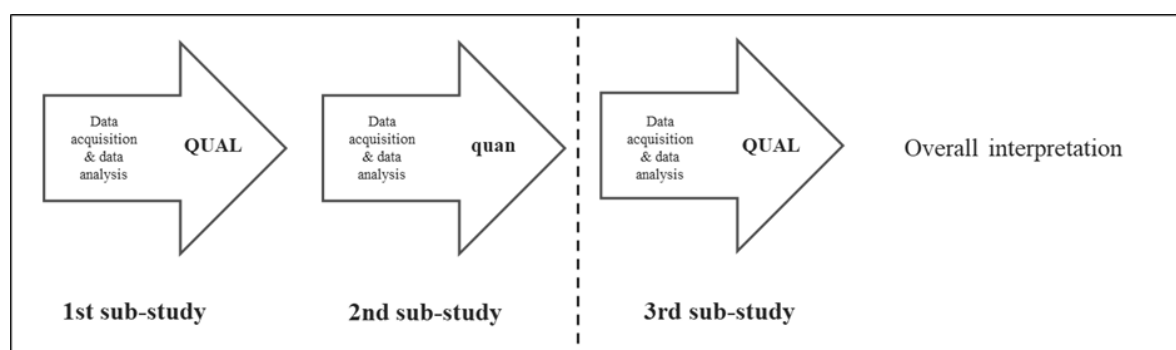 Data
acquisition
& data
analysis
QUAL
Data
acquisition
& data
analysis
quan
Data
acquisition
& data
analysis
QUAL
Overall interpretation
1st sub-study
2nd sub-study
3rd sub-study